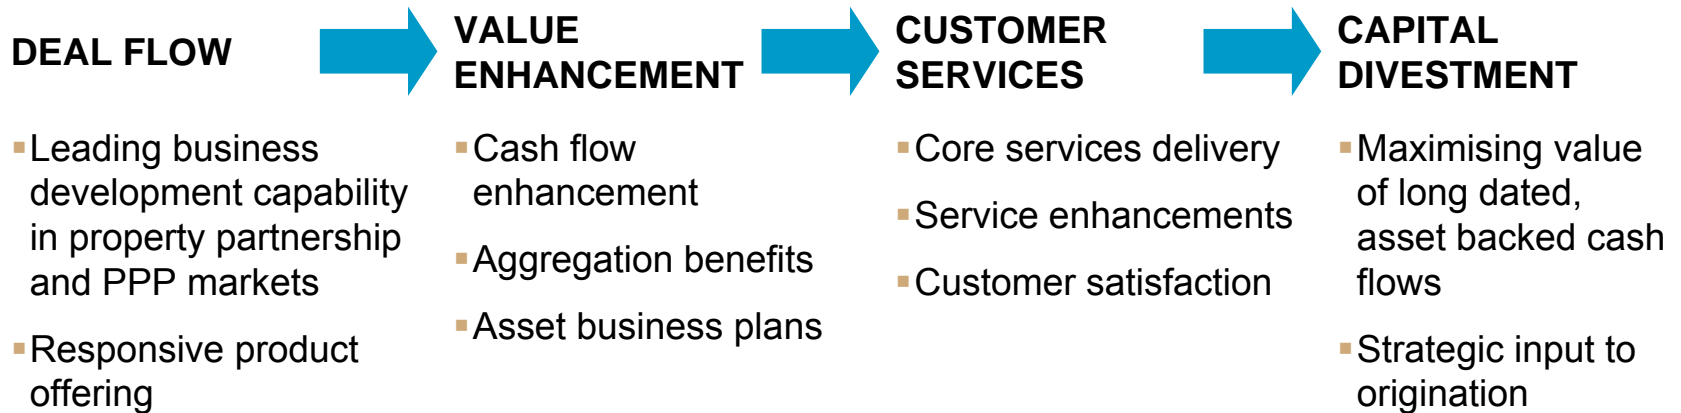 DEAL FLOW
▪Leading business
development capability
in property partnership
and PPP markets
▪Responsive product
offering
VALUE
ENHANCEMENT
▪Cash flow
enhancement
▪Aggregation benefits
▪Asset business plans
CUSTOMER
SERVICES
▪Core services delivery
▪Service enhancements
▪Customer satisfaction
CAPITAL
DIVESTMENT
▪Maximising value
of long dated,
asset backed cash
flows
▪Strategic input to
origination